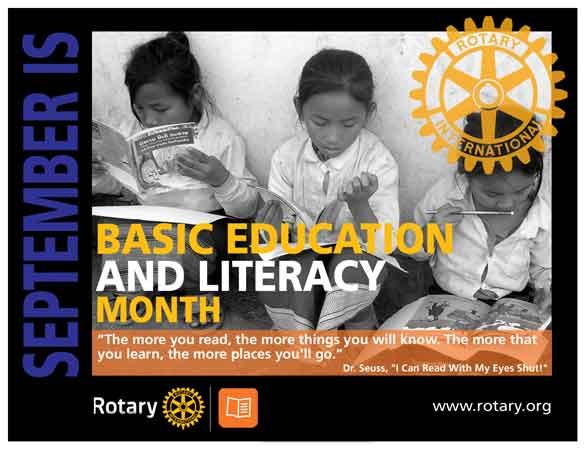 SEPTEMBER IS
ROTARY
INTERNATIONAL
BASIC EDUCATION
AND LITERACY
MONTH
"The more you read, the more things you will know. The more that
you learn, the more places you'll go."
Dr. Seuss, "I Can Read With My Eyes Shut!"
Rotary
www.rotary.org